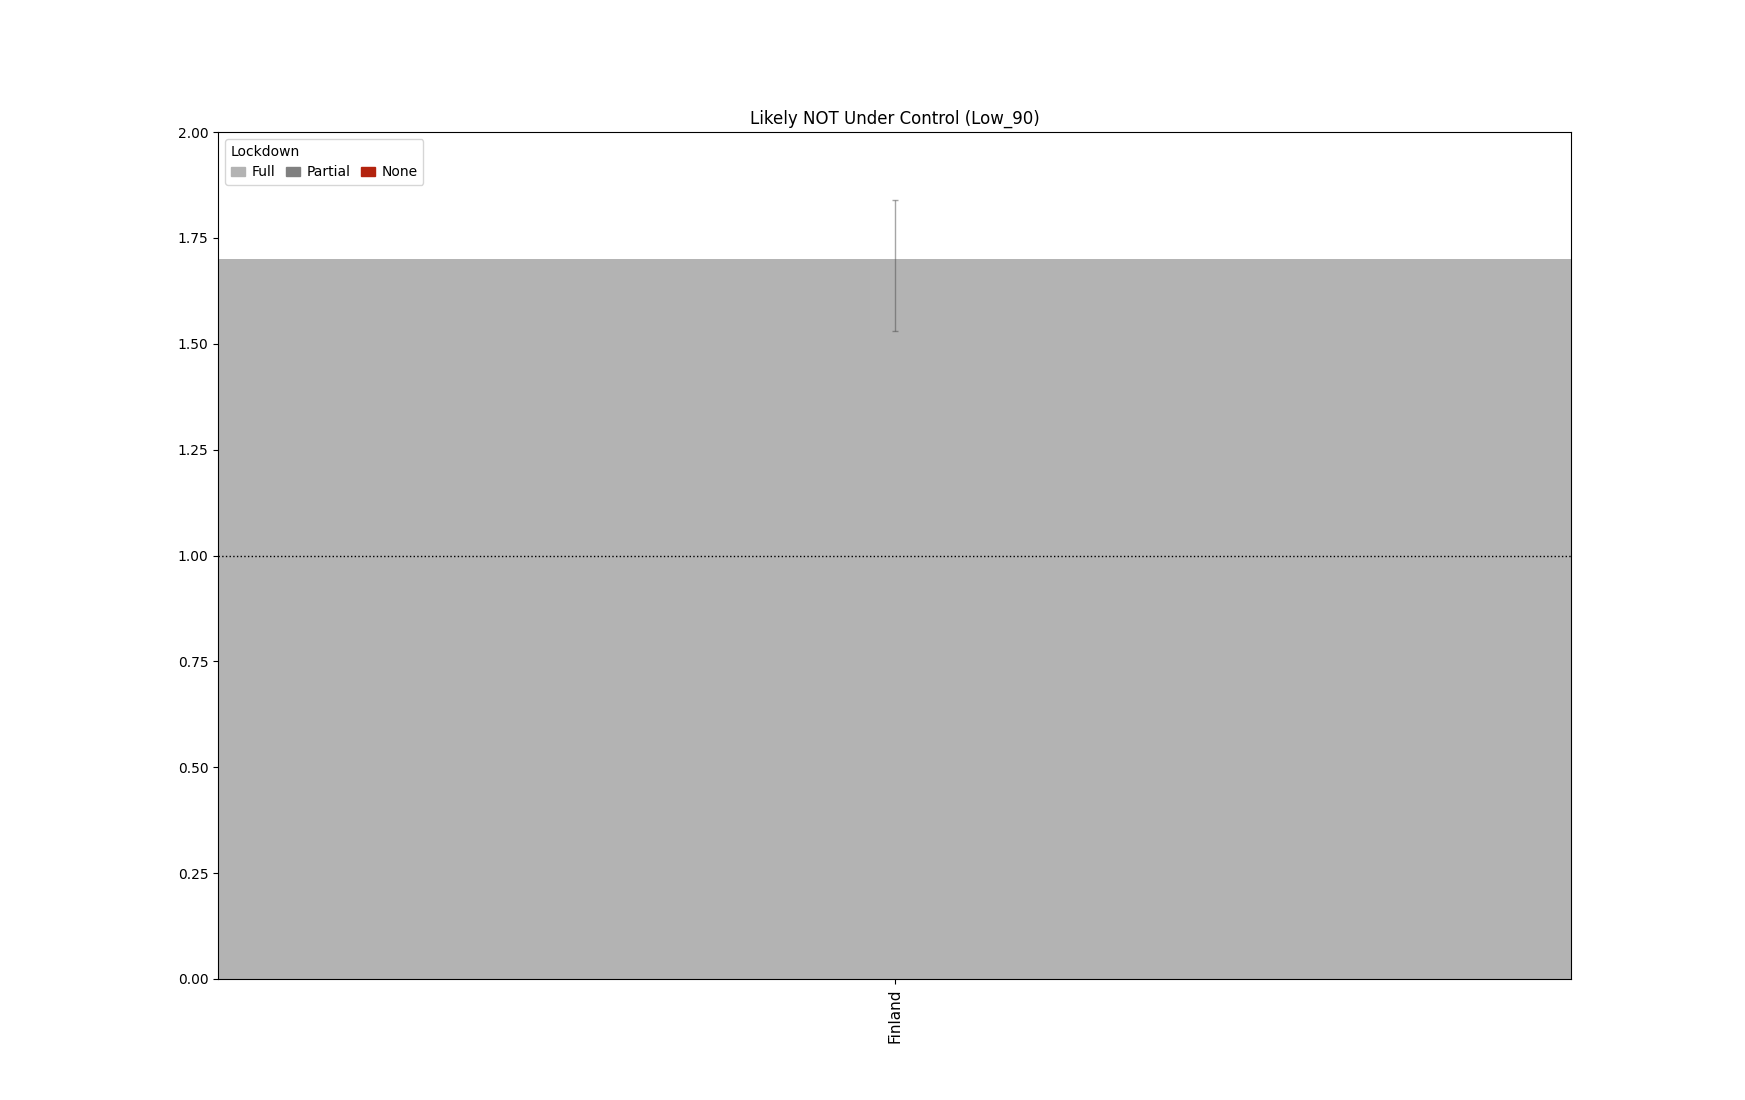 Likely NOT Under Control (Low_90)
2.00
Lockdown
Full Partial None
1.75
1.50
1.25
1.00
0.75
0.50
0.25
0.00
Finland